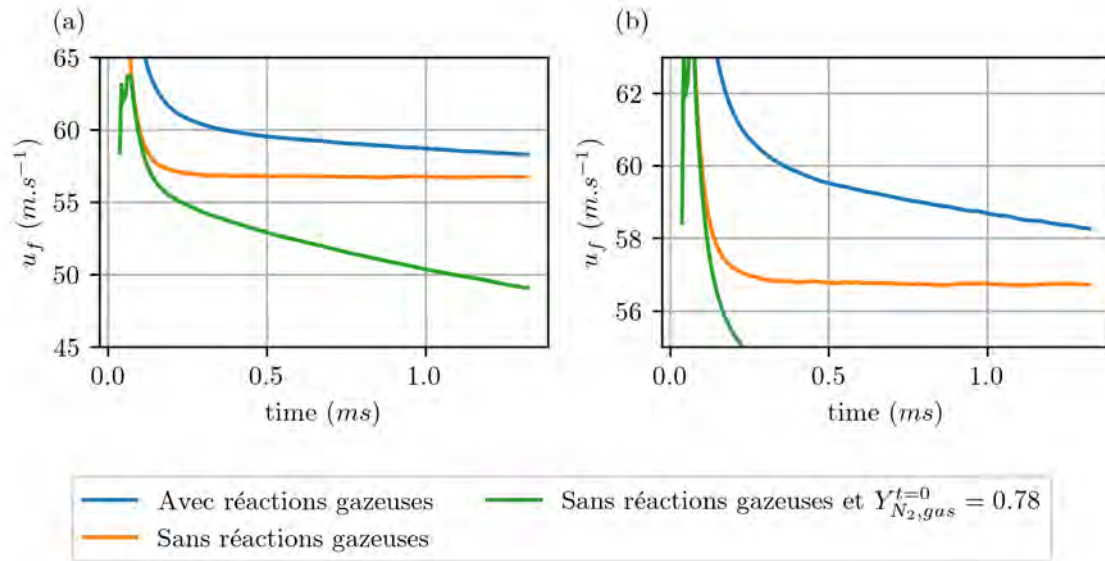 (a)
65
60
55
50
45
u_f (m.s⁻¹)
0.0 0.5 1.0
time (ms)
(b)
62
60
58
56
u_f (m.s⁻¹)
0.0 0.5 1.0
time (ms)
Avec réactions gazeuses
Sans réactions gazeuses
Sans réactions gazeuses et Y_{N_2,gas}^{t=0} = 0.78